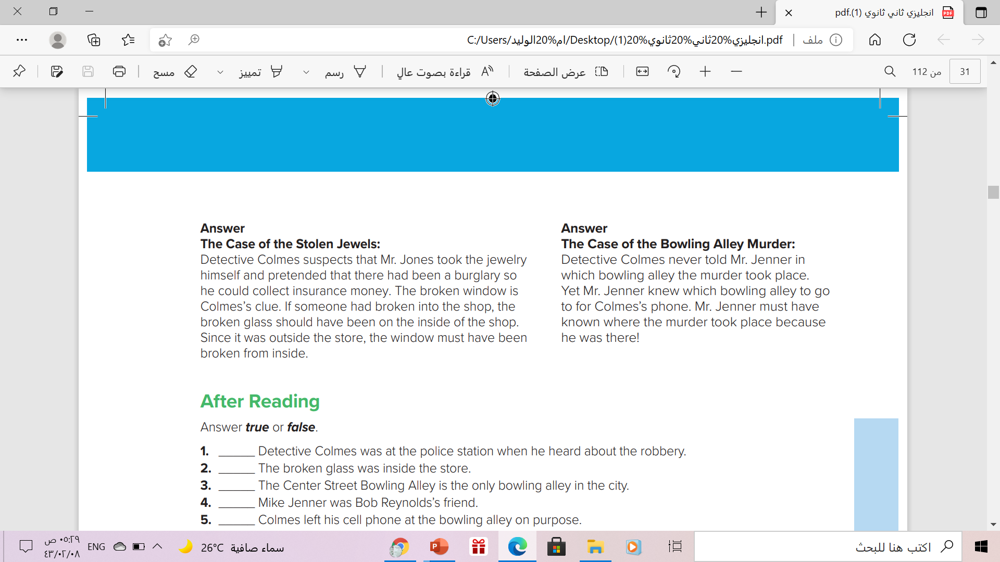 انجليزي ثاني ثانوي (1).pdf
C:/Users/ام%20الوليد/Desktop/انجليزي%20ثاني%20ثانوي%20(1).pdf
ملف
31
من 112
عرض الصفحة
قراءة بصوت عالٍ
رسم
تمييز
مسح
Answer
The Case of the Stolen Jewels:
Detective Colmes suspects that Mr. Jones took the jewelry
himself and pretended that there had been a burglary so
he could collect insurance money. The broken window is
Colmes’s clue. If someone had broken into the shop, the
broken glass should have been on the inside of the shop.
Since it was outside the store, the window must have been
broken from inside.
Answer
The Case of the Bowling Alley Murder:
Detective Colmes never told Mr. Jenner in
which bowling alley the murder took place.
Yet Mr. Jenner knew which bowling alley to go
to for Colmes’s phone. Mr. Jenner must have
known where the murder took place because
he was there!
After Reading
Answer true or false.
1. ______ Detective Colmes was at the police station when he heard about the robbery.
2. ______ The broken glass was inside the store.
3. ______ The Center Street Bowling Alley is the only bowling alley in the city.
4. ______ Mike Jenner was Bob Reynolds’s friend.
5. ______ Colmes left his cell phone at the bowling alley on purpose.
اكتب هنا للبحث
26°C سماء صافية
ENG
٠٥:٢٩ ص
٤٣/٠٢/٠٨